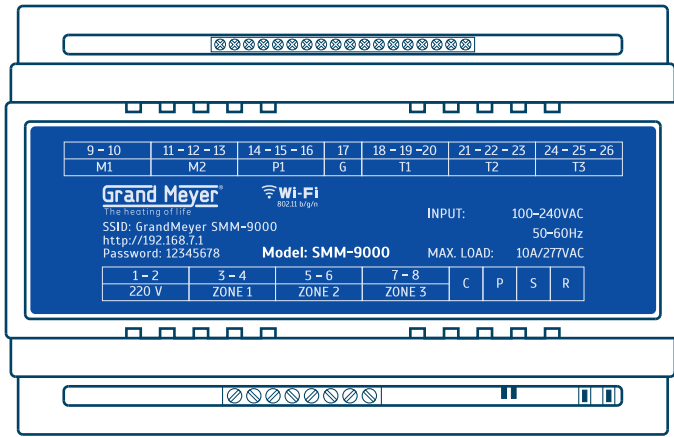 9 - 10 11 - 12 - 13 14 - 15 - 16 17 18 - 19 -20 21 - 22 - 23 24 - 25 - 26
M1 M2 P1 G T1 T2 T3
Grand Meyer®
The heating of life
Wi-Fi
802.11 b/g/n
SSID: GrandMeyer SMM-9000
http://192.168.7.1
Password: 12345678
Model: SMM-9000
INPUT: 100-240VAC
50-60Hz
MAX. LOAD: 10A/277VAC
1 - 2 3 - 4 5 - 6 7 - 8 C P S R
220 V ZONE 1 ZONE 2 ZONE 3